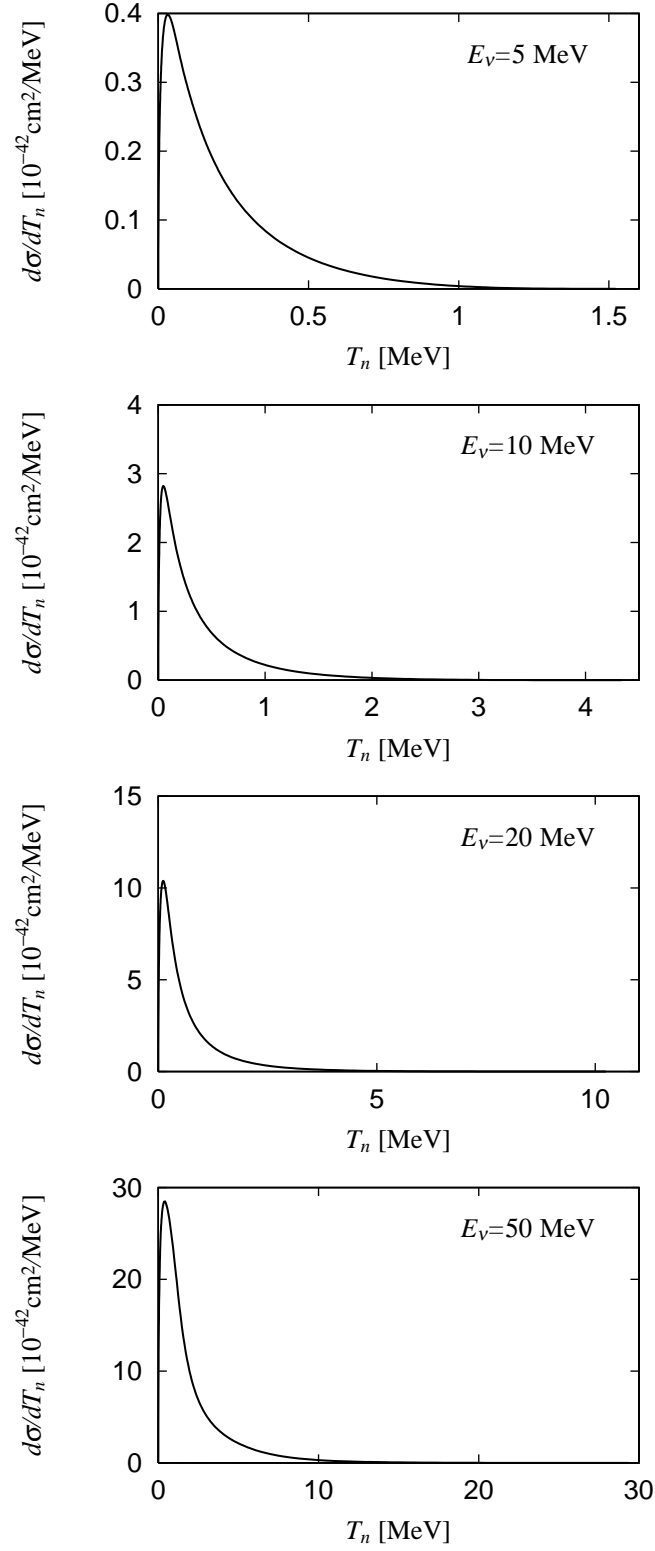 0.4
0.3
0.2
0.1
0
dσ/dTₙ [10⁻⁴²cm²/MeV]
E_ν=5 MeV
0 0.5 1 1.5
Tₙ [MeV]
4
3
2
1
0
dσ/dTₙ [10⁻⁴²cm²/MeV]
E_ν=10 MeV
0 1 2 3 4
Tₙ [MeV]
15
10
5
0
dσ/dTₙ [10⁻⁴²cm²/MeV]
E_ν=20 MeV
0 5 10
Tₙ [MeV]
30
20
10
0
dσ/dTₙ [10⁻⁴²cm²/MeV]
E_ν=50 MeV
0 10 20 30
Tₙ [MeV]